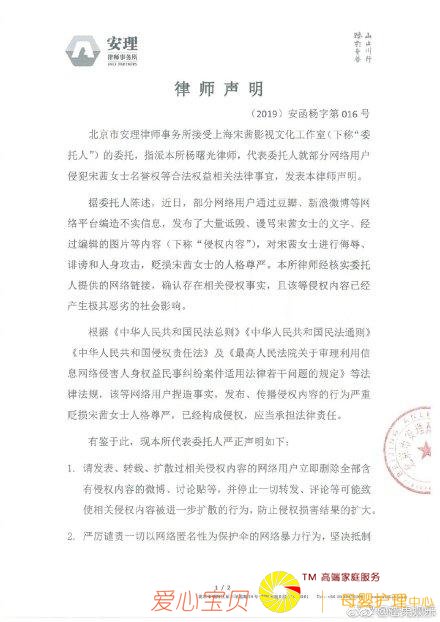 安理
律师事务所
ANLI PARTNERS
律师声明
（2019）安函杨字第 016 号
北京市安理律师事务所接受上海宋茜影视文化工作室（下称“委
托人”）的委托，指派本所杨曙光律师，代表委托人就部分网络用户
侵犯宋茜女士名誉权等合法权益相关法律事宜，发表本律师声明。
据委托人陈述，近日，部分网络用户通过豆瓣、新浪微博等网
络平台编造不实信息，发布了大量诋毁、谩骂宋茜女士的文字、经
过编辑的图片等内容（下称“侵权内容”），对宋茜女士进行侮辱、
诽谤和人身攻击，贬损宋茜女士的人格尊严。本所律师经核实委托
人提供的网络链接，确认存在相关侵权事实，且该等侵权内容已经
产生极其恶劣的社会影响。
根据《中华人民共和国民法总则》《中华人民共和国民法通则》
《中华人民共和国侵权责任法》及《最高人民法院关于审理利用信
息网络侵害人身权益民事纠纷案件适用法律若干问题的规定》等法
律法规，该等网络用户捏造事实，发布、传播侵权内容的行为严重
贬损宋茜女士人格尊严，已经构成侵权，应当承担法律责任。
有鉴于此，现本所代表委托人严正声明如下：
1. 请发表、转载、扩散过相关侵权内容的网络用户立即删除全部含
有侵权内容的微博、讨论贴等，并停止一切转发、评论等可能致
使相关侵权内容被进一步扩散的行为，防止侵权损害结果的扩大。
2. 严厉谴责一切以网络匿名性为保护伞的网络暴力行为，坚决抵制
1 / 2
TM 高端家庭服务
爱心宝贝
母婴护理中心